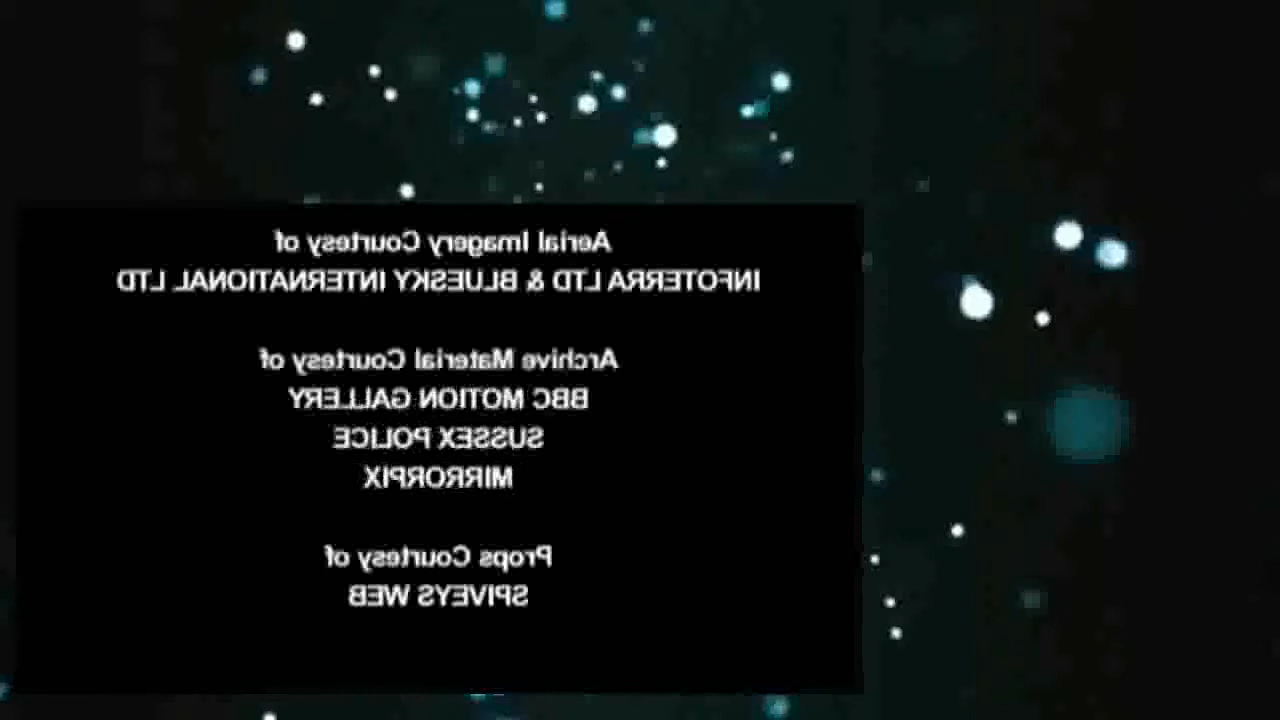 Aerial Imagery Courtesy of
INFOTERRA LTD & BLUESKY INTERNATIONAL LTD
Archive Material Courtesy of
BBC MOTION GALLERY
SUSSEX POLICE
MIRRORPIX
Props Courtesy of
SPIVEYS WEB